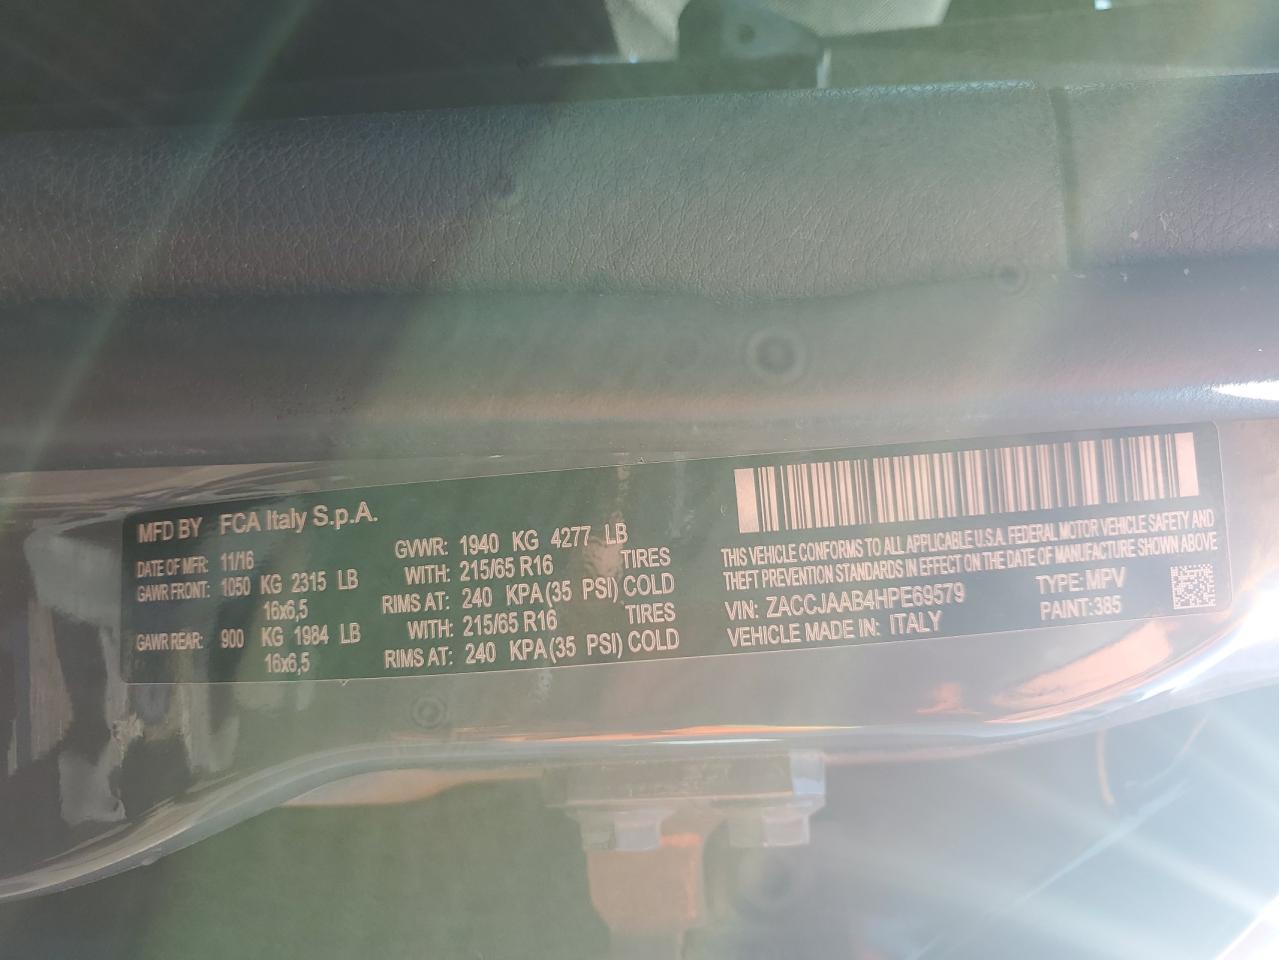 MFD BY FCA Italy S.p.A.
DATE OF MFR: 11/16
GAWR FRONT: 1050 KG 2315 LB
16x6,5
GAWR REAR: 900 KG 1984 LB
16x6,5
GVWR: 1940 KG 4277 LB
WITH: 215/65 R16 TIRES
RIMS AT: 240 KPA(35 PSI) COLD
WITH: 215/65 R16 TIRES
RIMS AT: 240 KPA(35 PSI) COLD
THIS VEHICLE CONFORMS TO ALL APPLICABLE U.S.A. FEDERAL MOTOR VEHICLE SAFETY AND
THEFT PREVENTION STANDARDS IN EFFECT ON THE DATE OF MANUFACTURE SHOWN ABOVE
VIN: ZACCJAAB4HPE69579 TYPE: MPV
VEHICLE MADE IN: ITALY PAINT: 385